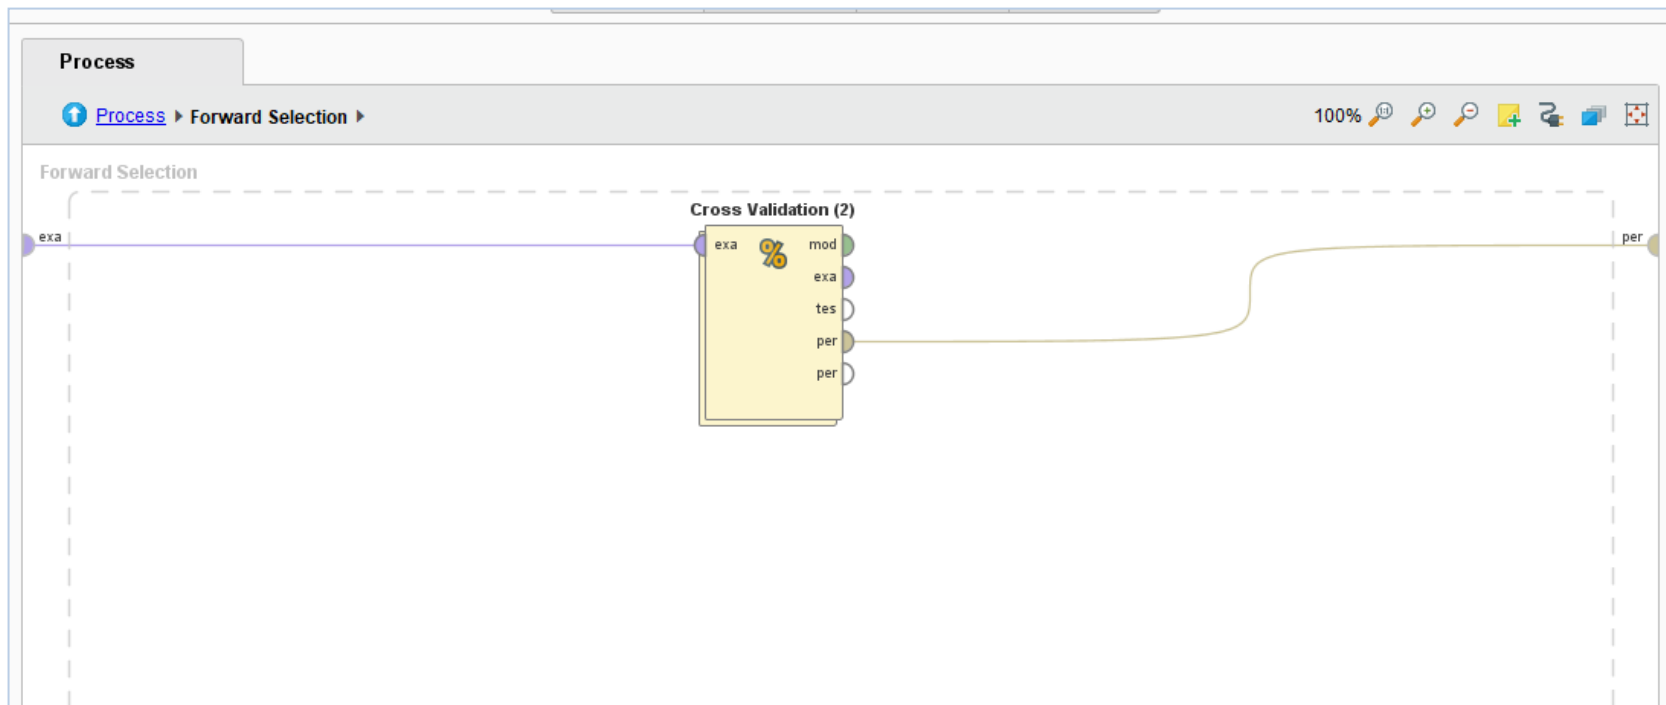 Process
Process Forward Selection
100%
Forward Selection
Cross Validation (2)
exa
exa
mod
per
exa
tes
per
per